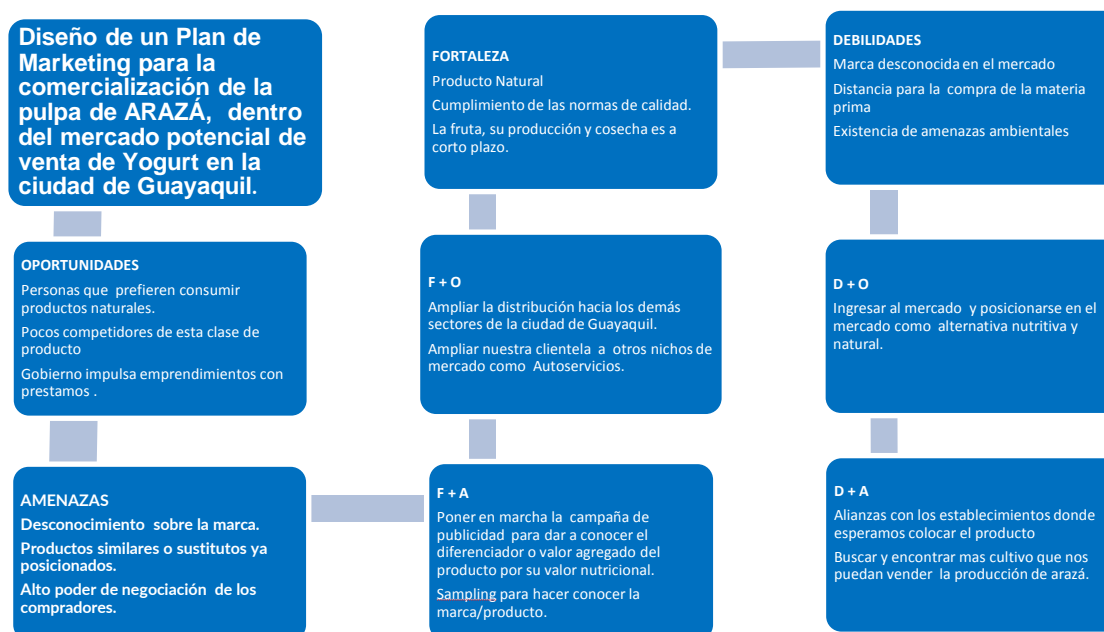 Diseño de un Plan de
Marketing para la
comercialización de la
pulpa de ARAZÁ, dentro
del mercado potencial de
venta de Yogurt en la
ciudad de Guayaquil.
OPORTUNIDADES
Personas que prefieren consumir
productos naturales.
Pocos competidores de esta clase de
producto
Gobierno impulsa emprendimientos con
prestamos .
AMENAZAS
Desconocimiento sobre la marca.
Productos similares o sustitutos ya
posicionados.
Alto poder de negociación de los
compradores.
FORTALEZA
Producto Natural
Cumplimiento de las normas de calidad.
La fruta, su producción y cosecha es a
corto plazo.
F + O
Ampliar la distribución hacia los demás
sectores de la ciudad de Guayaquil.
Ampliar nuestra clientela a otros nichos de
mercado como Autoservicios.
F + A
Poner en marcha la campaña de
publicidad para dar a conocer el
diferenciador o valor agregado del
producto por su valor nutricional.
Sampling para hacer conocer la
marca/producto.
DEBILIDADES
Marca desconocida en el mercado
Distancia para la compra de la materia
prima
Existencia de amenazas ambientales
D + O
Ingresar al mercado y posicionarse en el
mercado como alternativa nutritiva y
natural.
D + A
Alianzas con los establecimientos donde
esperamos colocar el producto
Buscar y encontrar mas cultivo que nos
puedan vender la producción de arazá.